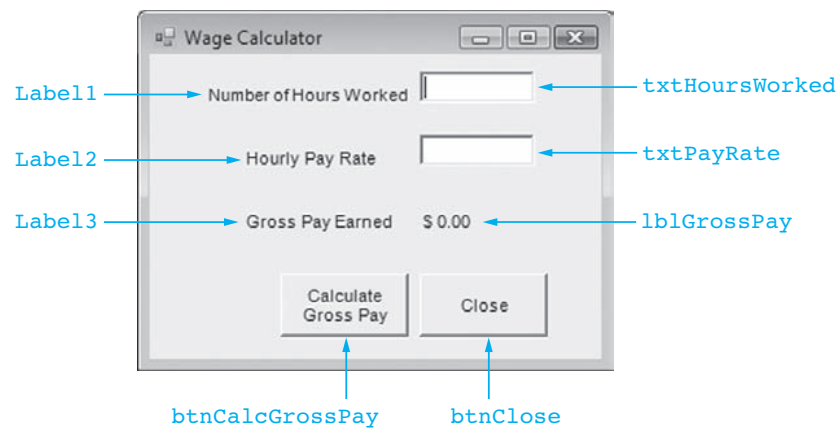 Wage Calculator
Label1 Number of Hours Worked txtHoursWorked
Label2 Hourly Pay Rate txtPayRate
Label3 Gross Pay Earned $ 0.00 lblGrossPay
Calculate
Gross Pay
Close
btnCalcGrossPay btnClose